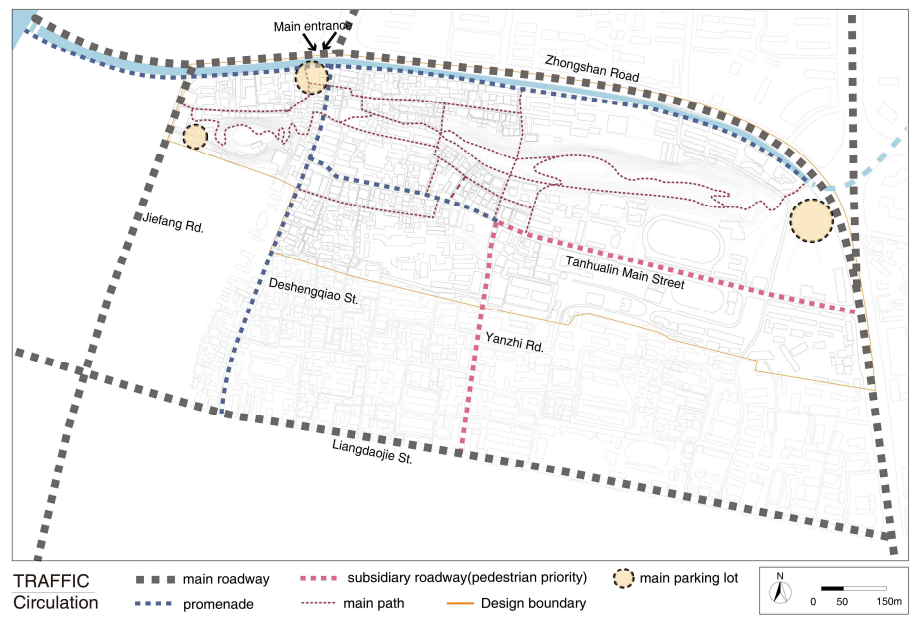 Main entrance
Zhongshan Road
Jiefang Rd.
Tanhualin Main Street
Deshengqiao St.
Yanzhi Rd.
Liangdaojie St.
TRAFFIC
Circulation
main roadway
subsidiary roadway(pedestrian priority)
main parking lot
promenade
main path
Design boundary
N
0 50 150m